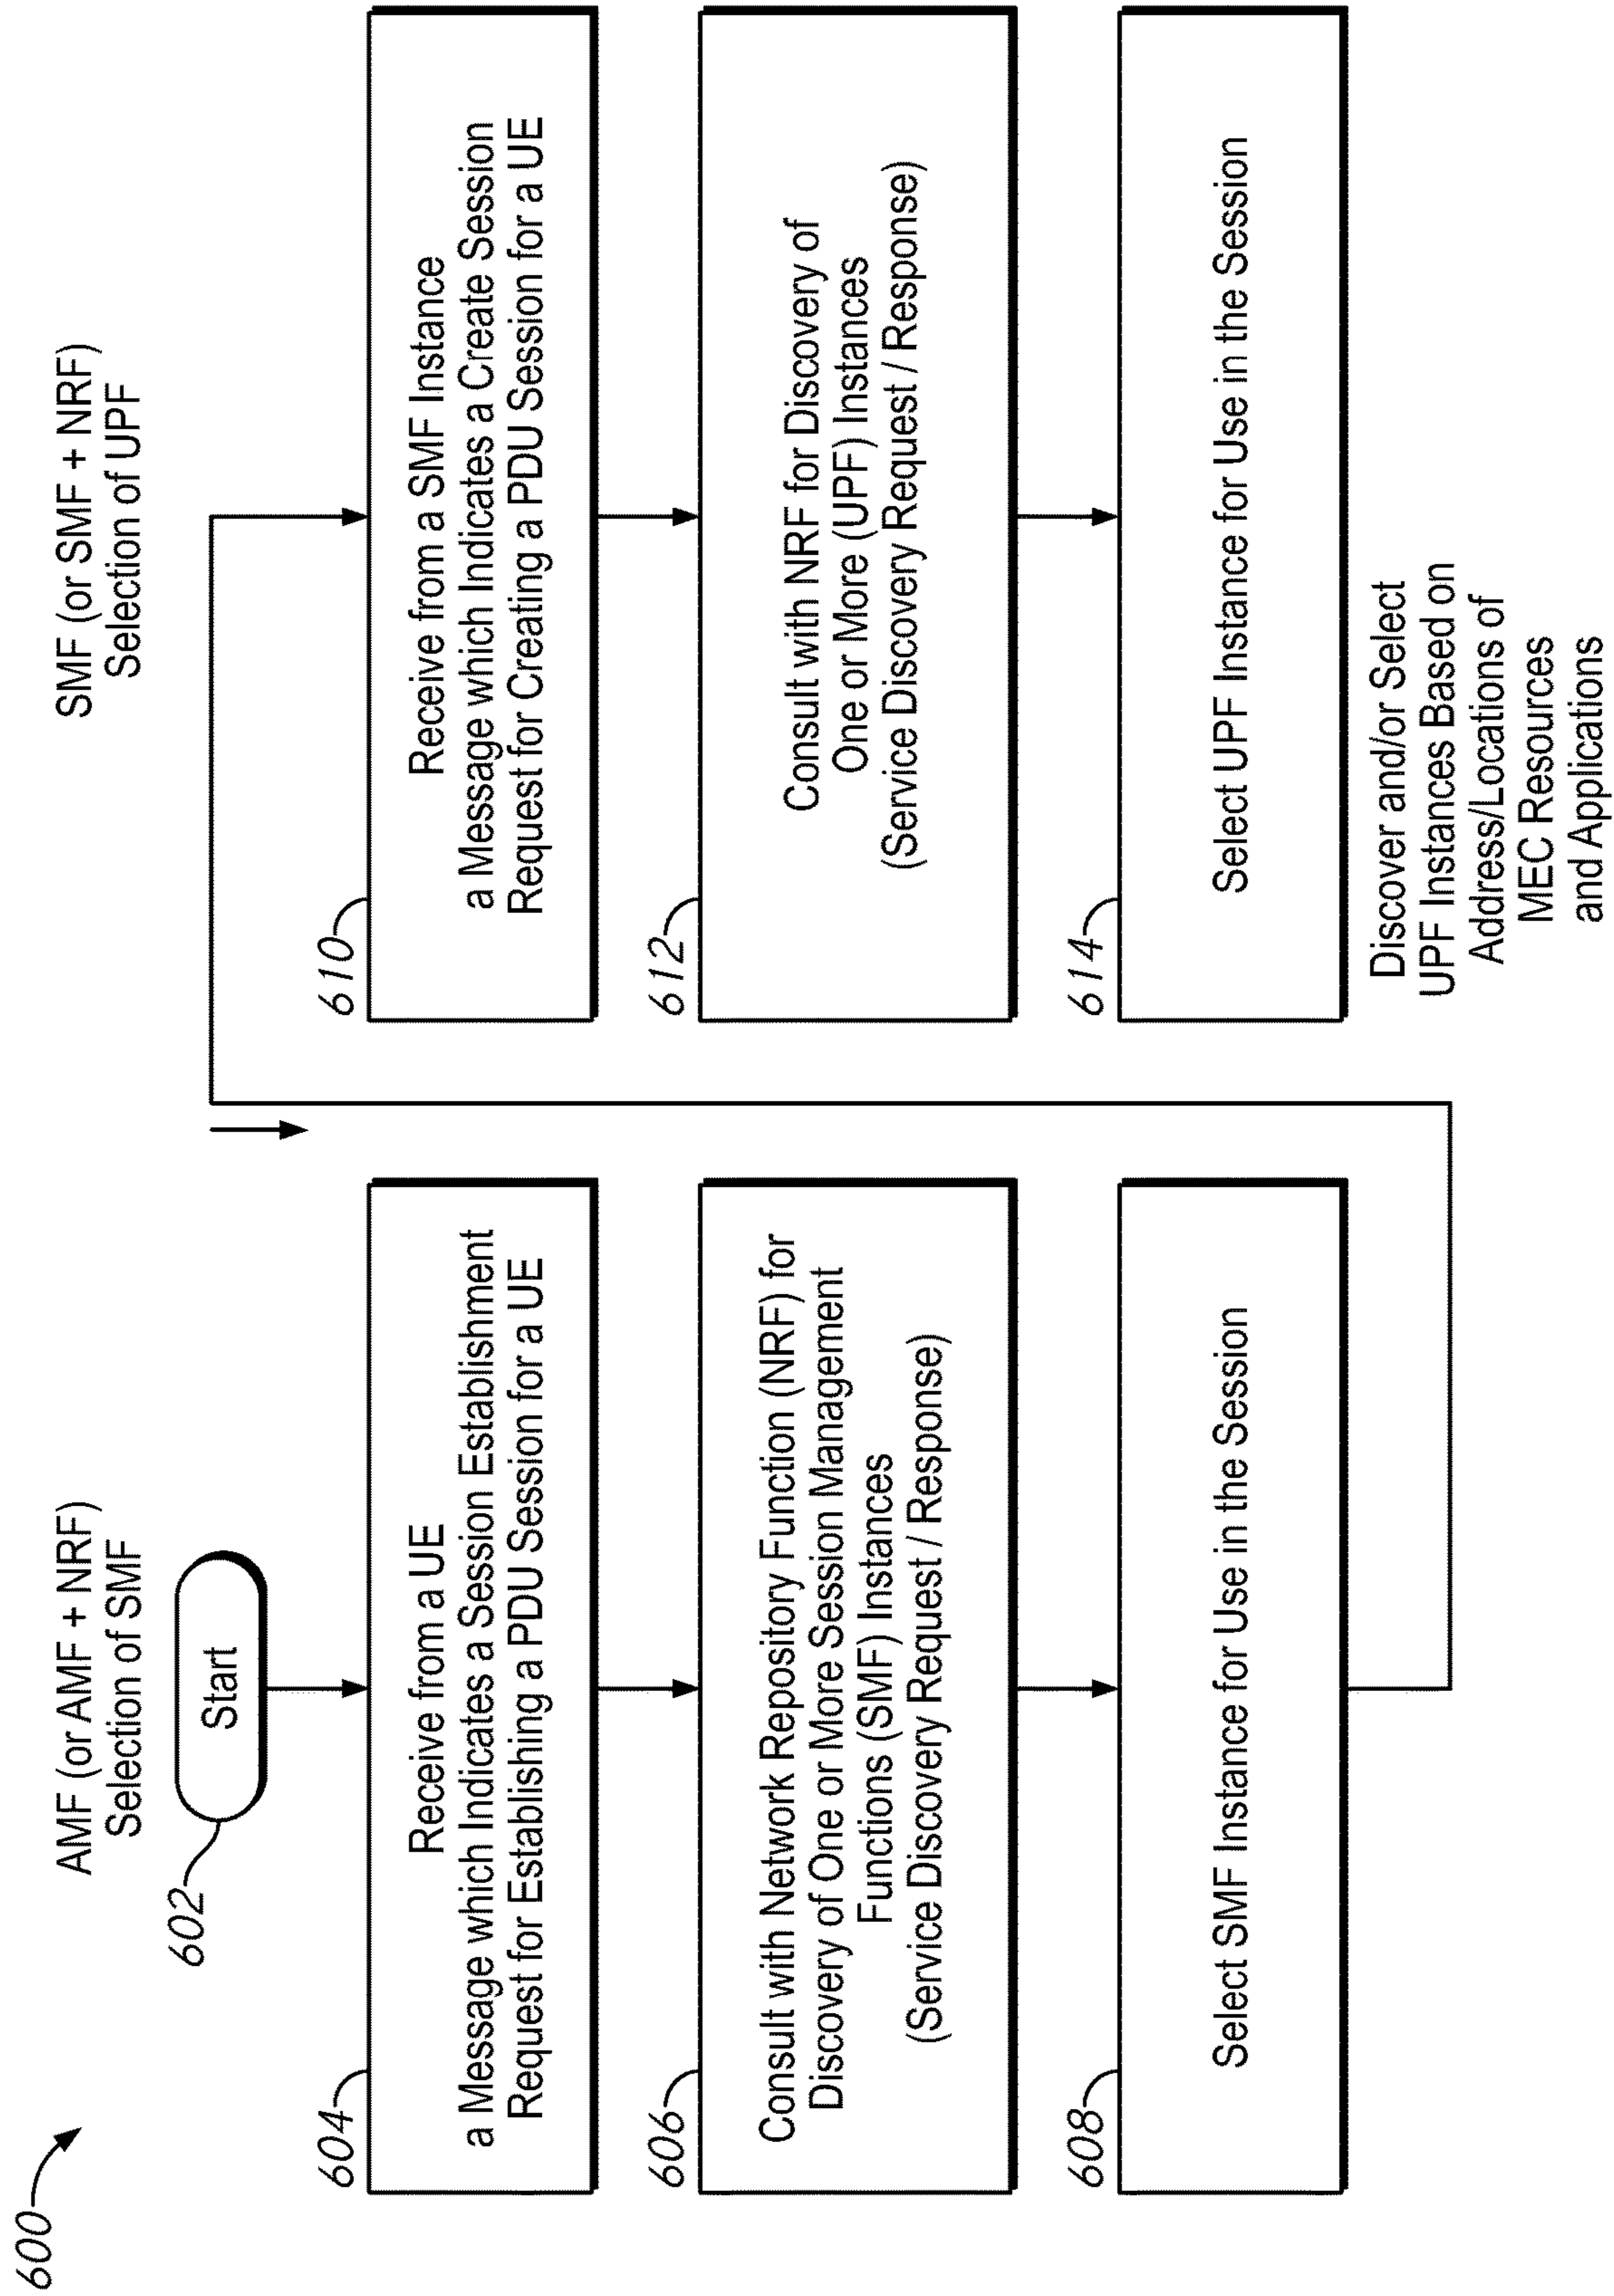 600
AMF (or AMF + NRF)
Selection of SMF
602
Start
604
Receive from a UE
a Message which Indicates a Session Establishment
Request for Establishing a PDU Session for a UE
606
Consult with Network Repository Function (NRF) for
Discovery of One or More Session Management
Functions (SMF) Instances
(Service Discovery Request / Response)
608
Select SMF Instance for Use in the Session
SMF (or SMF + NRF)
Selection of UPF
610
Receive from a SMF Instance
a Message which Indicates a Create Session
Request for Creating a PDU Session for a UE
612
Consult with NRF for Discovery of
One or More (UPF) Instances
(Service Discovery Request / Response)
614
Select UPF Instance for Use in the Session
Discover and/or Select
UPF Instances Based on
Address/Locations of
MEC Resources
and Applications